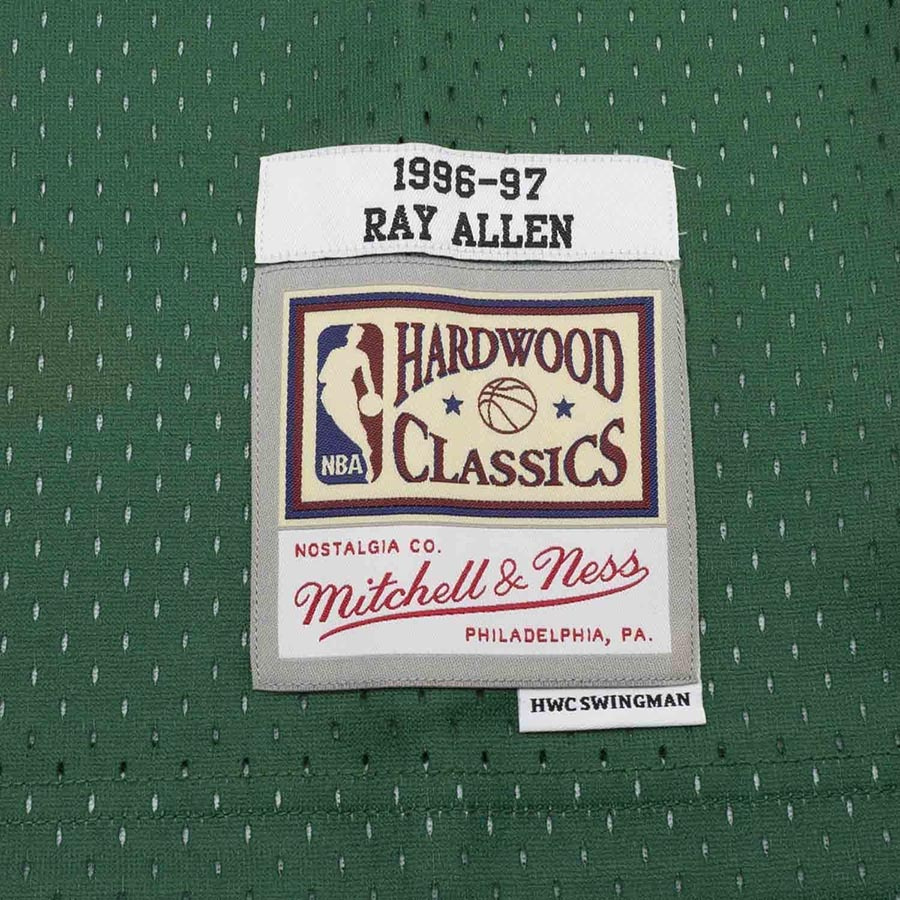 1996-97
RAY ALLEN
HARDWOOD
CLASSICS
NBA
NOSTALGIA CO.
Mitchell & Ness
PHILADELPHIA, PA.
HWC SWINGMAN